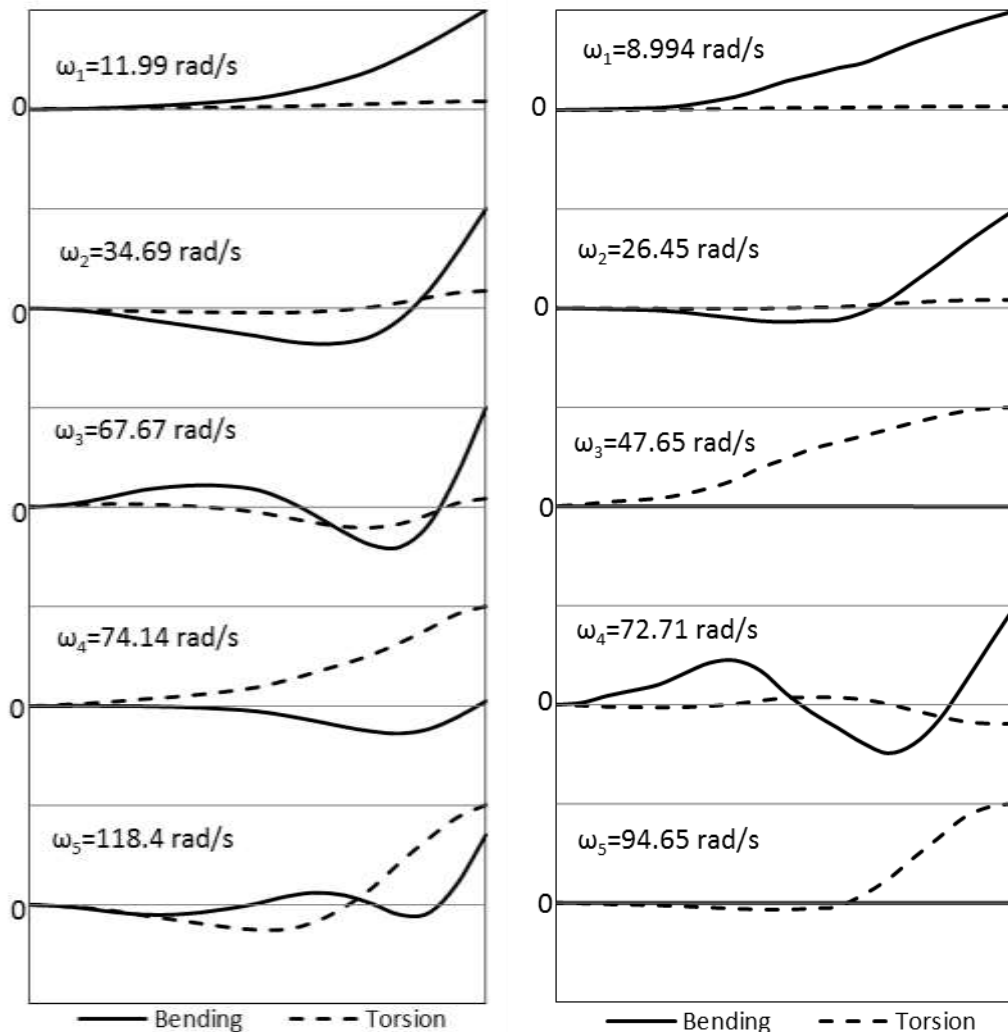 ω₁=11.99 rad/s
0
ω₂=34.69 rad/s
0
ω₃=67.67 rad/s
0
ω₄=74.14 rad/s
0
ω₅=118.4 rad/s
0
Bending Torsion
ω₁=8.994 rad/s
0
ω₂=26.45 rad/s
0
ω₃=47.65 rad/s
0
ω₄=72.71 rad/s
0
ω₅=94.65 rad/s
0
Bending Torsion